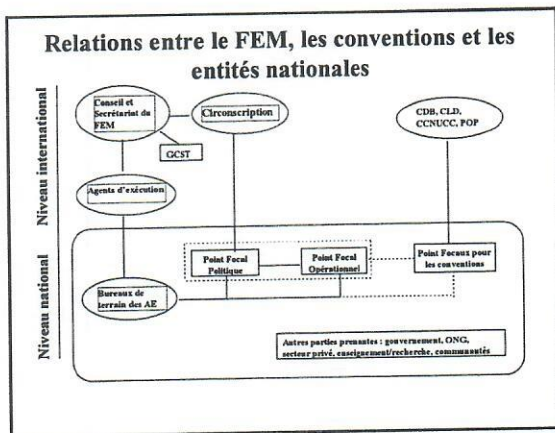 Relations entre le FEM, les conventions et les
entités nationales
Niveau international
Conseil et
Secrétariat du
FEM
Circonscription
CDB, CLD,
CCNUCC, POP
GCST
Agents d'exécution
Niveau national
Point Focal
Politique
Point Focal
Opérationnel
Point Focaux pour
les conventions
Bureaux de
terrain des AE
Autres parties prenantes : gouvernement, ONG,
secteur privé, enseignement/recherche, communautés